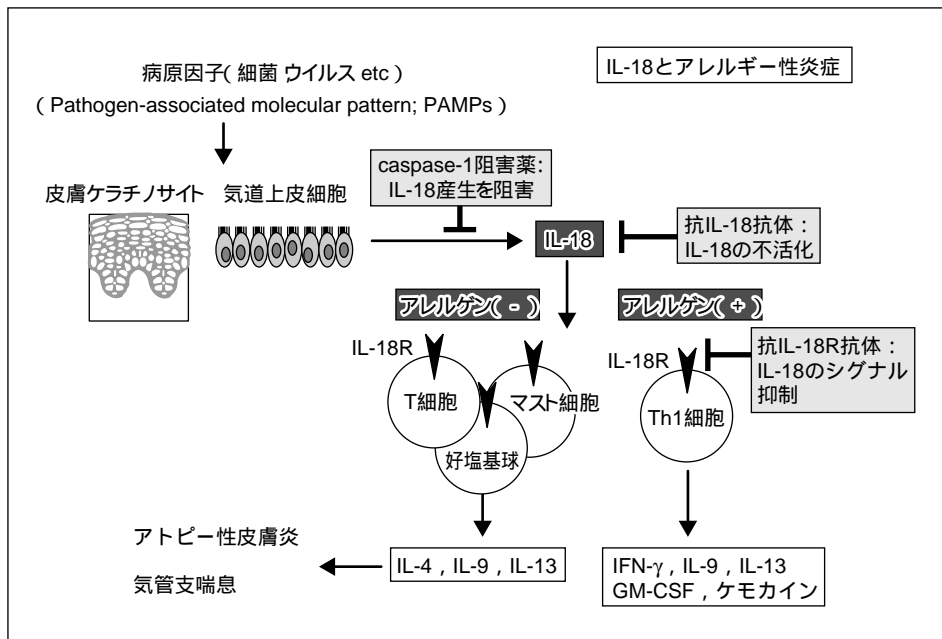 IL-18とアレルギー性炎症
病原因子(細菌,ウイルス etc)
(Pathogen-associated molecular pattern; PAMPs)
caspase-1阻害薬:
IL-18産生を阻害
皮膚ケラチノサイト
気道上皮細胞
IL-18
抗IL-18抗体:
IL-18の不活化
アレルゲン(-)
アレルゲン(+)
IL-18R
IL-18R
抗IL-18R抗体:
IL-18のシグナル
抑制
T細胞
マスト細胞
好塩基球
Th1細胞
アトピー性皮膚炎
気管支喘息
IL-4,IL-9,IL-13
IFN-γ,IL-9,IL-13
GM-CSF,ケモカイン